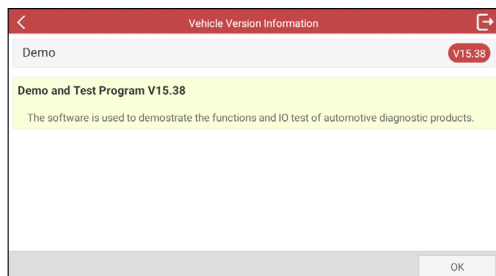 Vehicle Version Information
Demo
V15.38
Demo and Test Program V15.38
The software is used to demostrate the functions and IO test of automotive diagnostic products.
OK